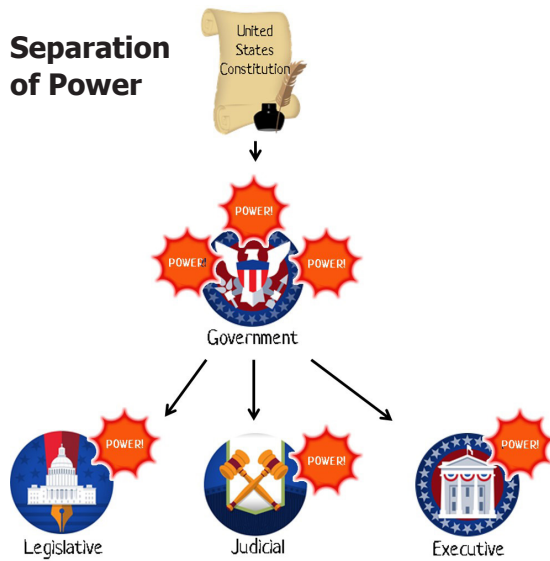 Separation
of Power
United
States
Constitution
POWER!
POWER!
POWER!
Government
POWER!
POWER!
POWER!
Legislative
Judicial
Executive